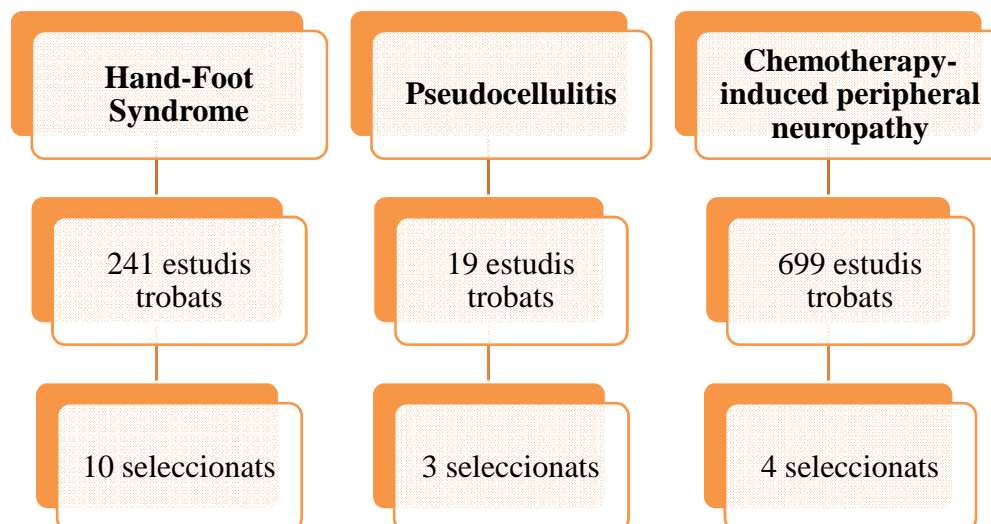 Hand-Foot
Syndrome
241 estudis
trobats
10 seleccionats
Pseudocellulitis
19 estudis
trobats
3 seleccionats
Chemotherapy-
induced peripheral
neuropathy
699 estudis
trobats
4 seleccionats